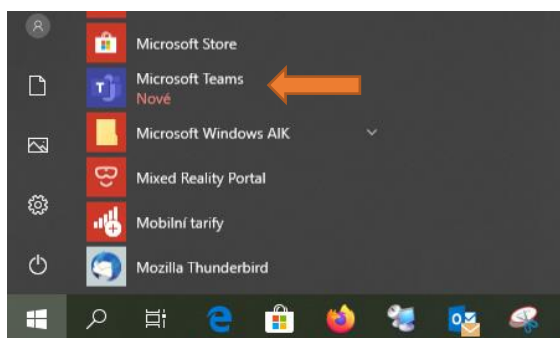 Microsoft Store
Microsoft Teams
Nové
Microsoft Windows AIK
Mixed Reality Portal
Mobilní tarify
Mozilla Thunderbird